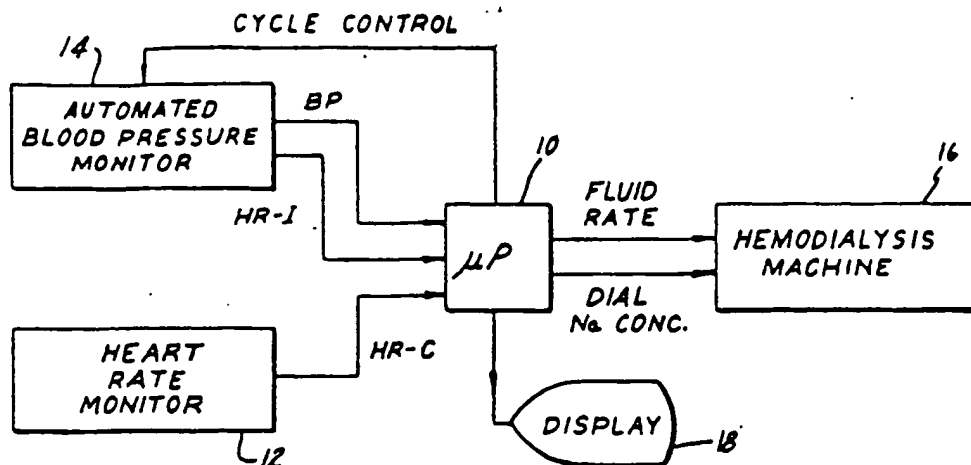 CYCLE CONTROL
14
AUTOMATED
BLOOD PRESSURE
MONITOR
BP
HR-I
10
μP
FLUID
RATE
DIAL
Na CONC.
16
HEMODIALYSIS
MACHINE
HEART
RATE
MONITOR
12
HR-C
DISPLAY
18